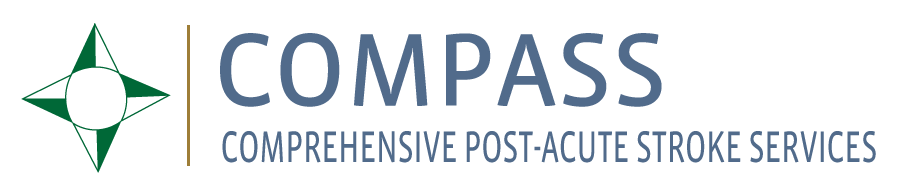 COMPASS
COMPREHENSIVE POST-ACUTE STROKE SERVICES